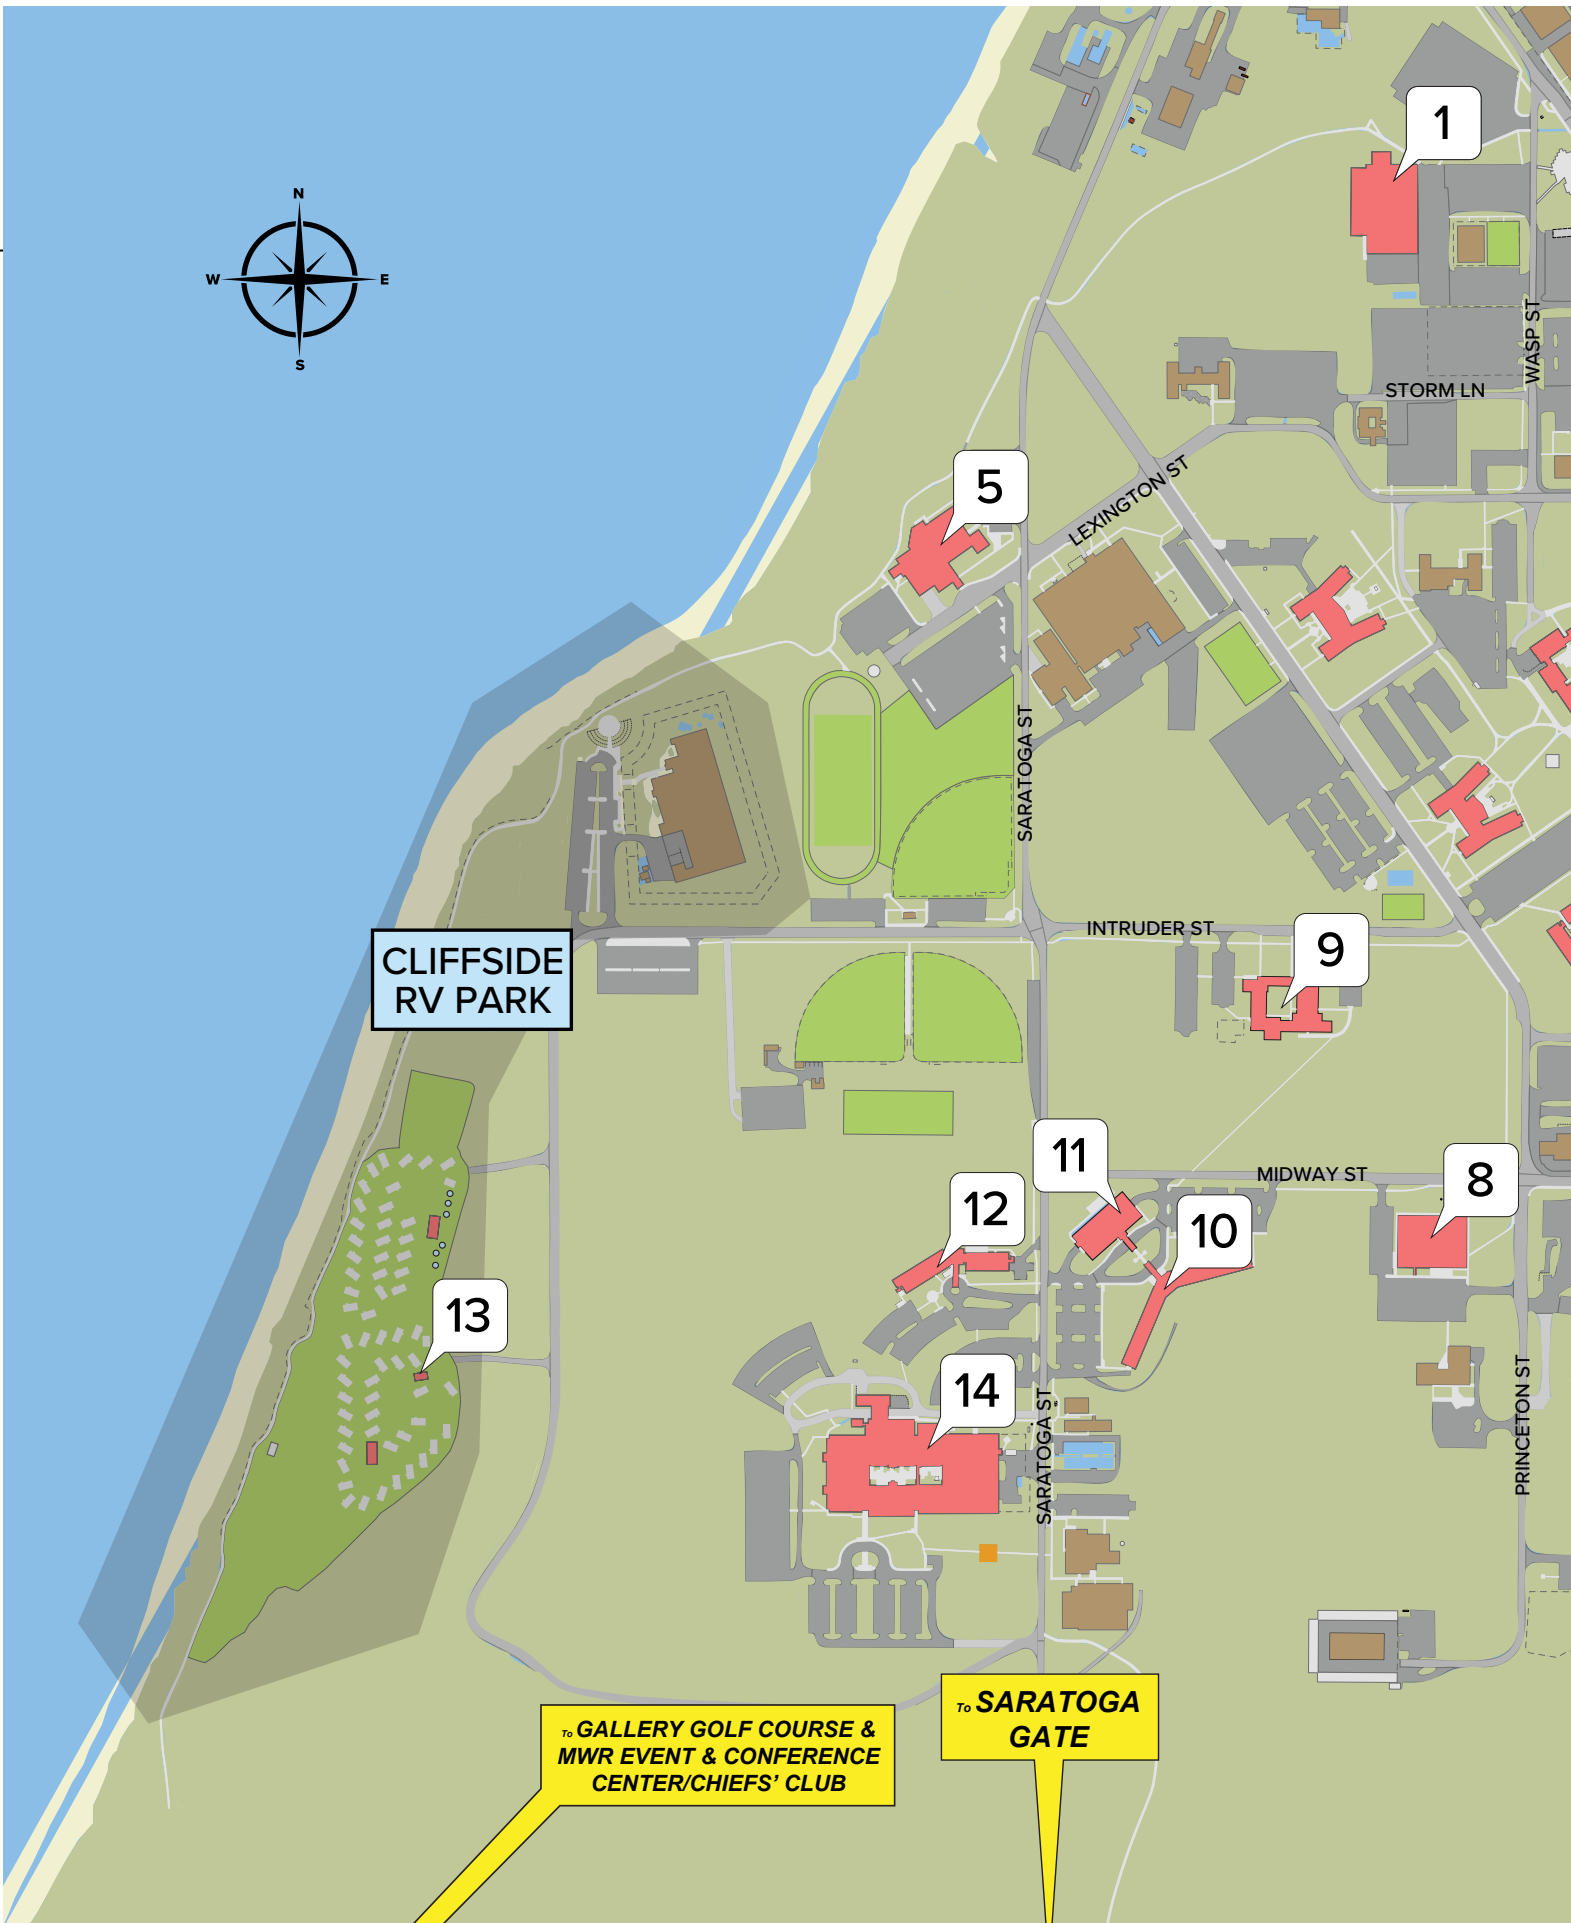 1
N
W E
S
WASP ST
STORM LN
5
LEXINGTON ST
SARATOGA ST
INTRUDER ST
9
CLIFFSIDE
RV PARK
11
MIDWAY ST
8
12
10
13
14
SARATOGA ST
PRINCETON ST
To SARATOGA
GATE
To GALLERY GOLF COURSE &
MWR EVENT & CONFERENCE
CENTER/CHIEFS’ CLUB